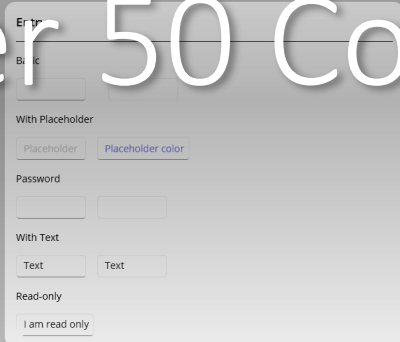 Entry
er 50 Co
Basic
With Placeholder
Placeholder Placeholder color
Password
With Text
Text Text
Read-only
I am read only